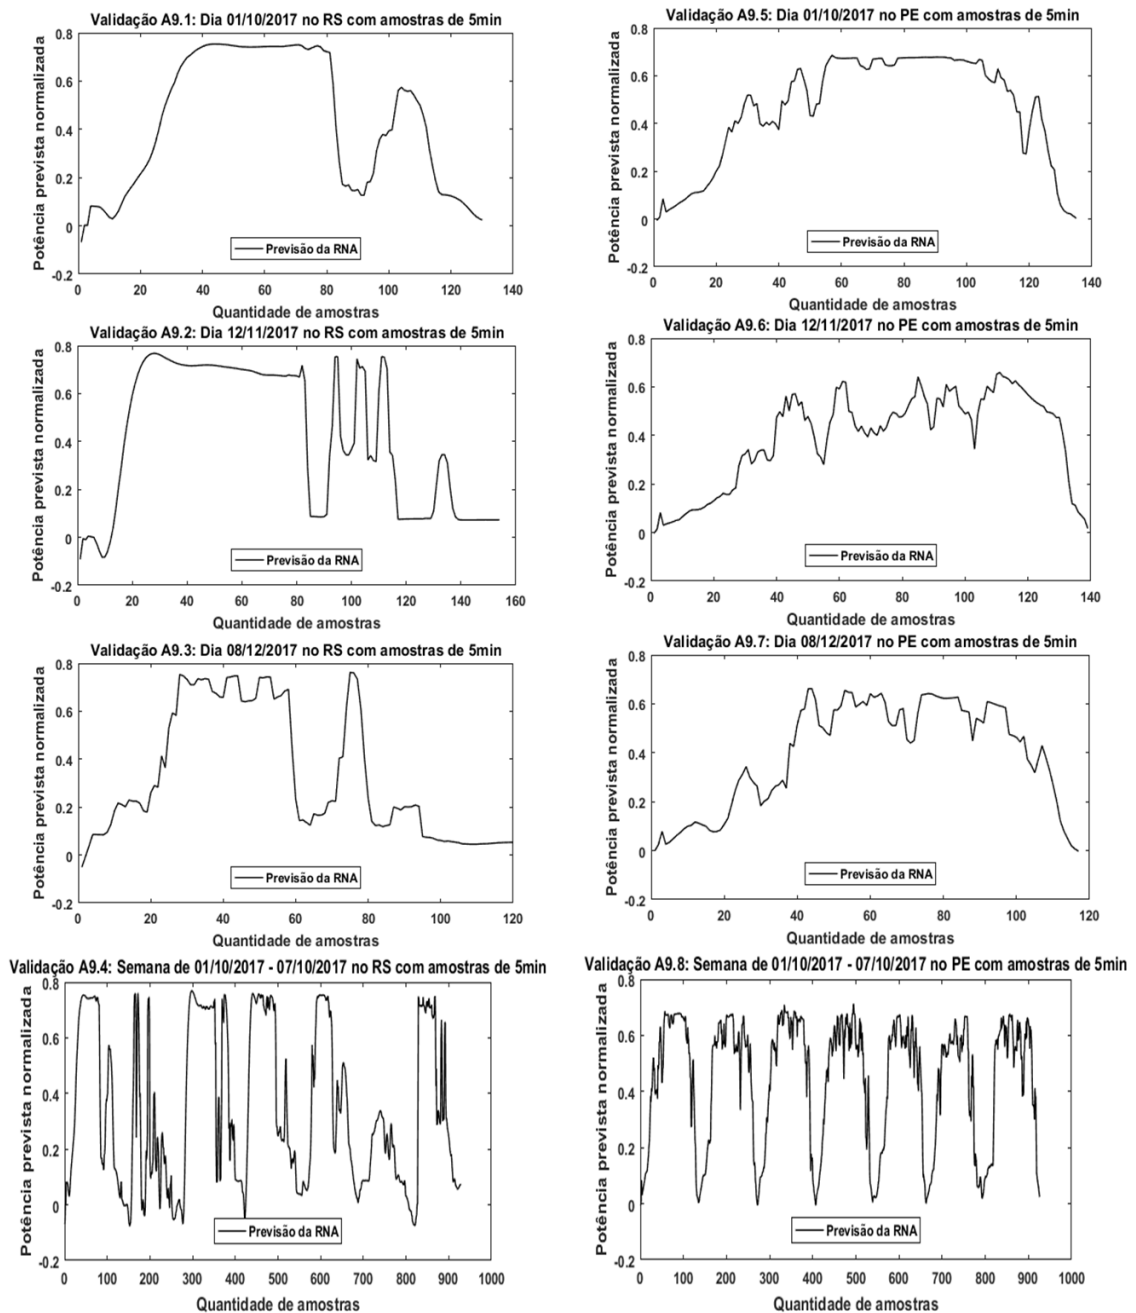 Validação A9.1: Dia 01/10/2017 no RS com amostras de 5min
Potência prevista normalizada
0.8
0.6
0.4
0.2
0
-0.2
Previsão da RNA
0 20 40 60 80 100 120 140
Quantidade de amostras
Validação A9.5: Dia 01/10/2017 no PE com amostras de 5min
Potência prevista normalizada
0.8
0.6
0.4
0.2
0
-0.2
Previsão da RNA
0 20 40 60 80 100 120 140
Quantidade de amostras
Validação A9.2: Dia 12/11/2017 no RS com amostras de 5min
Potência prevista normalizada
0.8
0.6
0.4
0.2
0
-0.2
Previsão da RNA
0 20 40 60 80 100 120 140 160
Quantidade de amostras
Validação A9.6: Dia 12/11/2017 no PE com amostras de 5min
Potência prevista normalizada
0.8
0.6
0.4
0.2
0
-0.2
Previsão da RNA
0 20 40 60 80 100 120 140
Quantidade de amostras
Validação A9.3: Dia 08/12/2017 no RS com amostras de 5min
Potência prevista normalizada
0.8
0.6
0.4
0.2
0
-0.2
Previsão da RNA
0 20 40 60 80 100 120
Quantidade de amostras
Validação A9.7: Dia 08/12/2017 no PE com amostras de 5min
Potência prevista normalizada
0.8
0.6
0.4
0.2
0
-0.2
Previsão da RNA
0 20 40 60 80 100 120
Quantidade de amostras
Validação A9.4: Semana de 01/10/2017 - 07/10/2017 no RS com amostras de 5min
Potência prevista normalizada
0.8
0.6
0.4
0.2
0
-0.2
Previsão da RNA
0 100 200 300 400 500 600 700 800 900 1000
Quantidade de amostras
Validação A9.8: Semana de 01/10/2017 - 07/10/2017 no PE com amostras de 5min
Potência prevista normalizada
0.8
0.6
0.4
0.2
0
-0.2
Previsão da RNA
0 100 200 300 400 500 600 700 800 900 1000
Quantidade de amostras